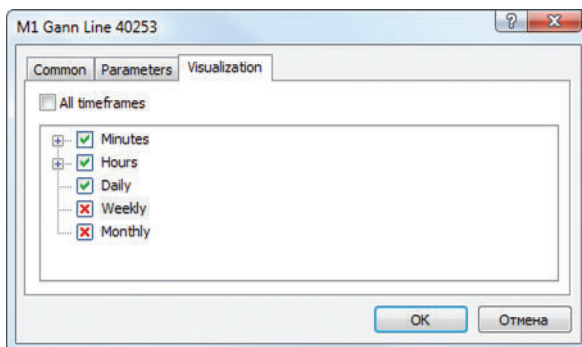 M1 Gann Line 40253
Common Parameters Visualization
All timeframes
Minutes
Hours
Daily
Weekly
Monthly
OK Отмена